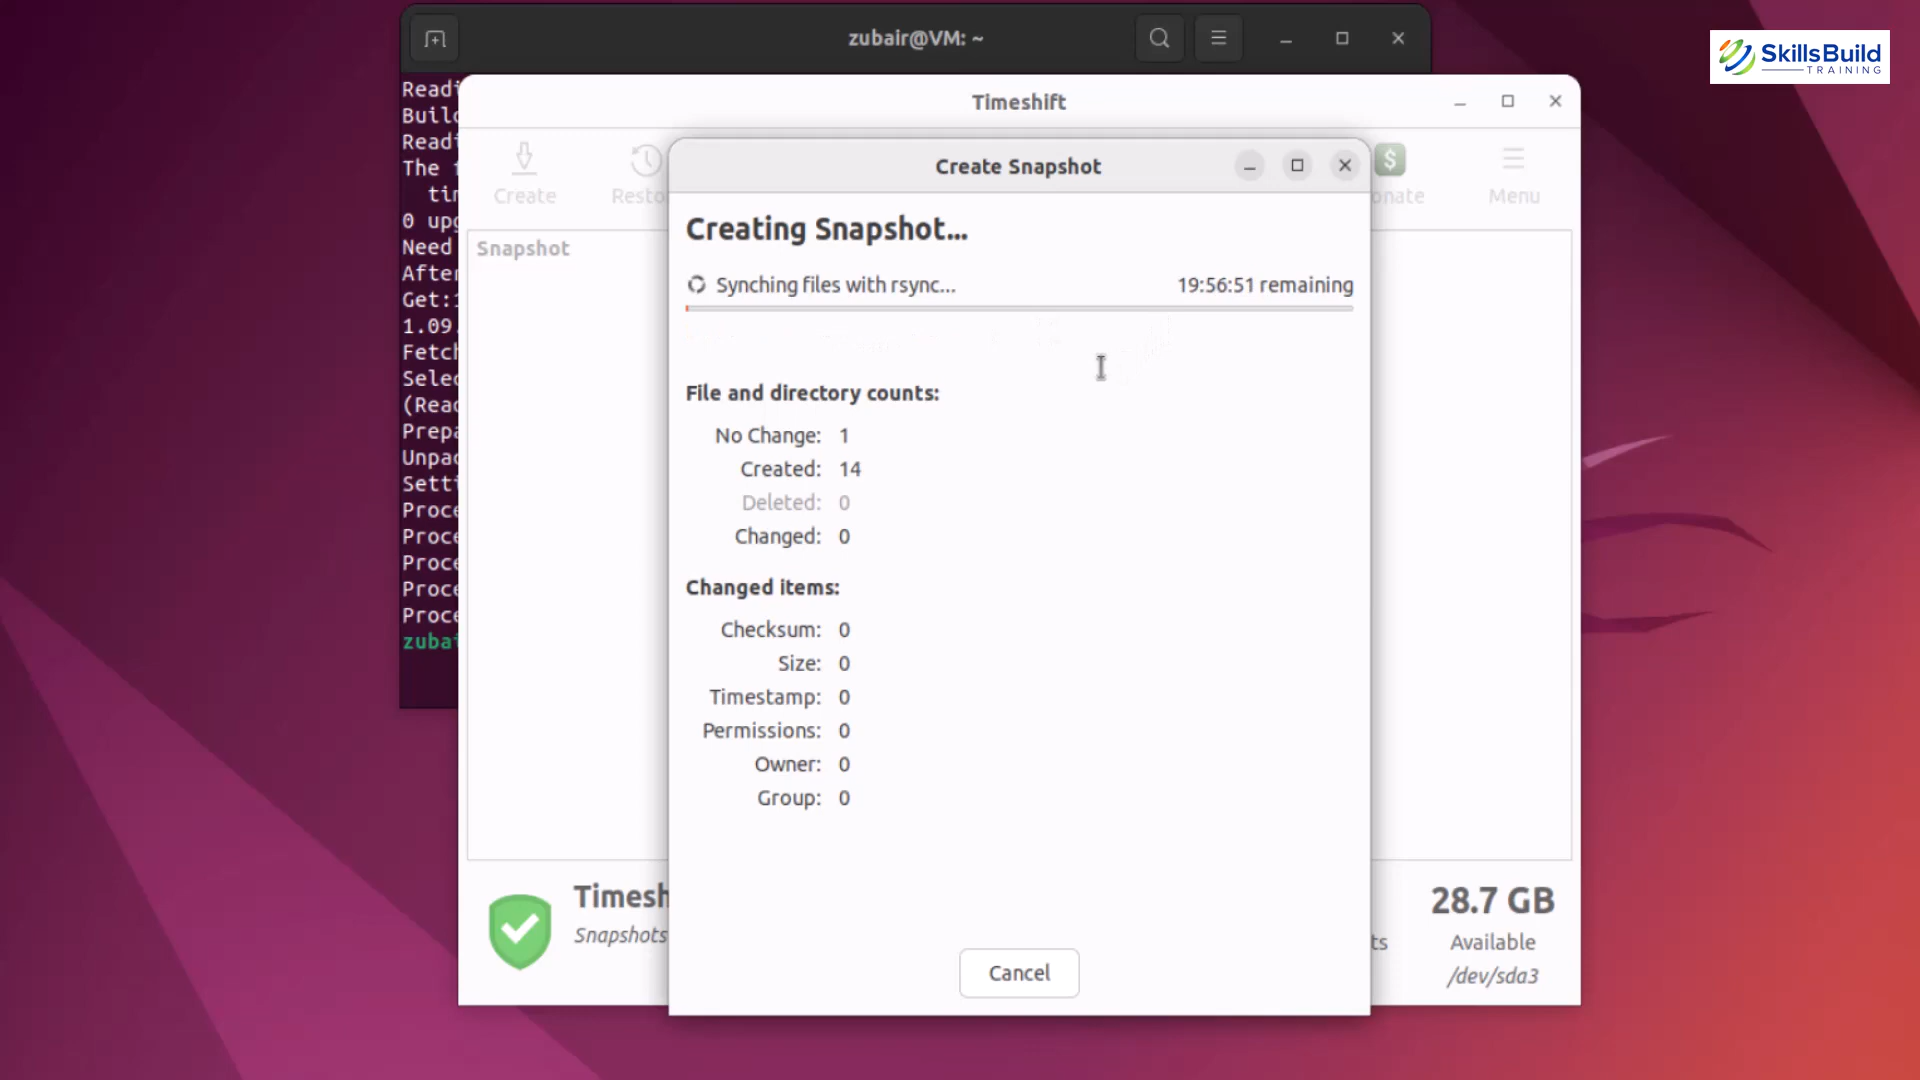 zubair@VM: ~
SkillsBuild
TRAINING
Timeshift
Create
Menu
Create Snapshot
Creating Snapshot...
Synching files with rsync...
19:56:51 remaining
Snapshot
File and directory counts:
No Change: 1
Created: 14
Deleted: 0
Changed: 0
Changed items:
Checksum: 0
Size: 0
Timestamp: 0
Permissions: 0
Owner: 0
Group: 0
Cancel
The
0
Need
After
1.09
Snapshots
28.7 GB
Available
/dev/sda3